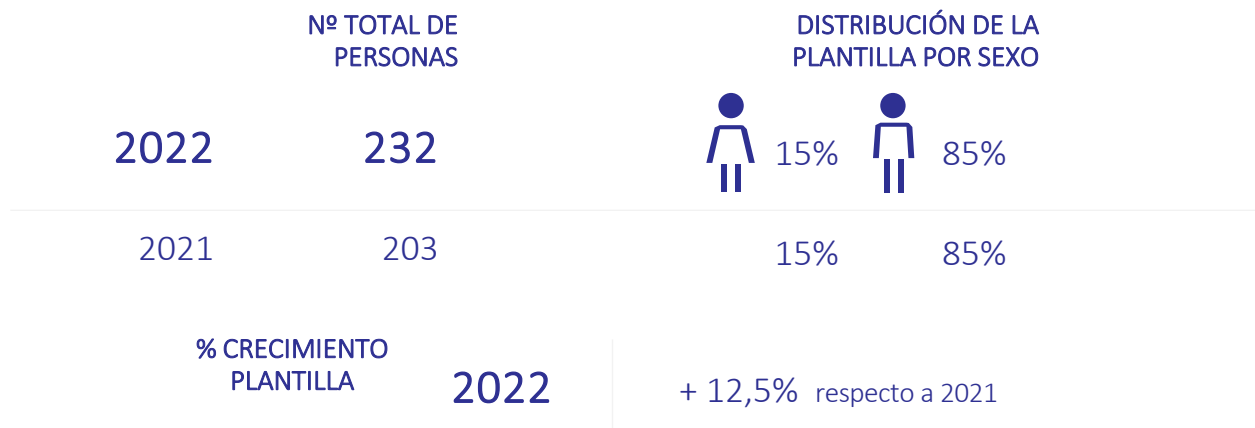 Nº TOTAL DE
PERSONAS
DISTRIBUCIÓN DE LA
PLANTILLA POR SEXO
2022 232 15% 85%
2021 203 15% 85%
% CRECIMIENTO
PLANTILLA
2022 + 12,5% respecto a 2021